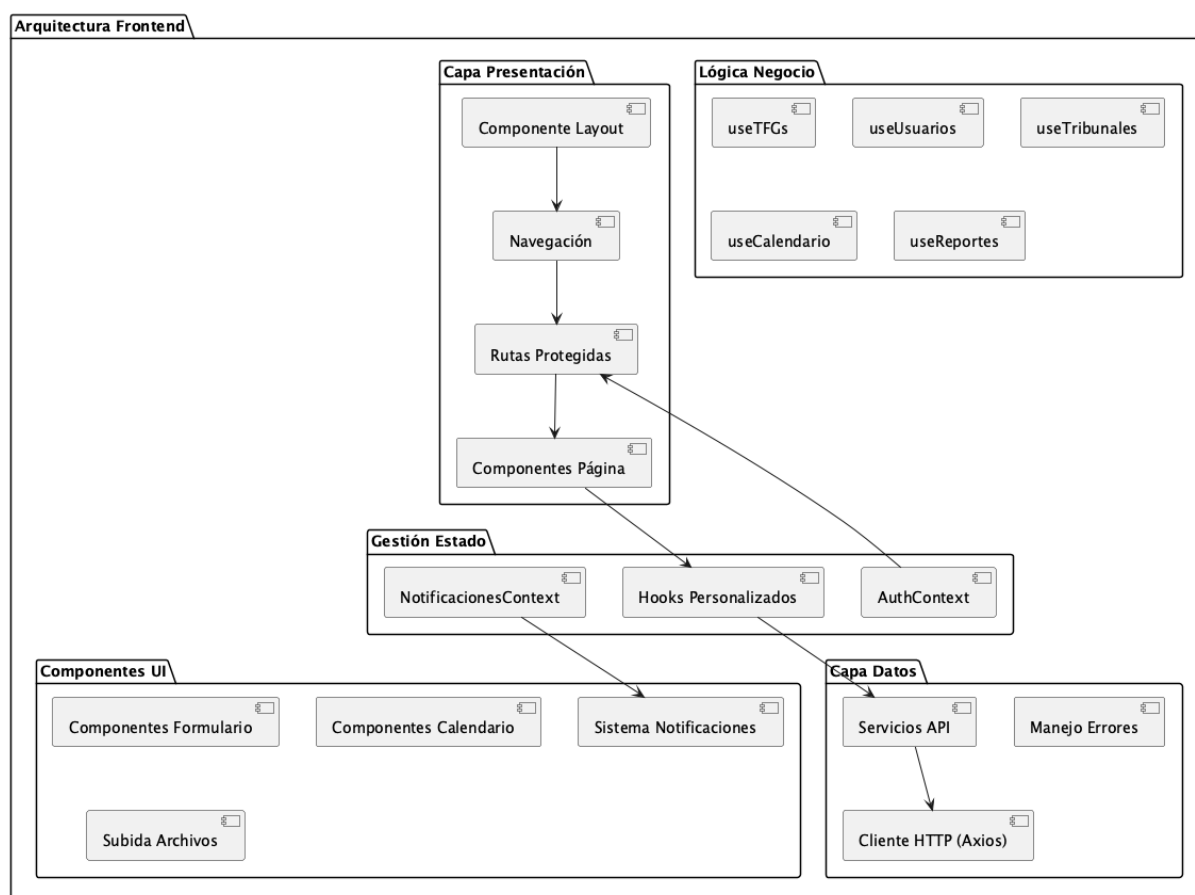 Arquitectura Frontend
Capa Presentación
Componente Layout
Navegación
Rutas Protegidas
Componentes Página
Lógica Negocio
useTFGs
useUsuarios
useTribunales
useCalendario
useReportes
Gestión Estado
NotificacionesContext
Hooks Personalizados
AuthContext
Componentes UI
Componentes Formulario
Componentes Calendario
Sistema Notificaciones
Subida Archivos
Capa Datos
Servicios API
Manejo Errores
Cliente HTTP (Axios)